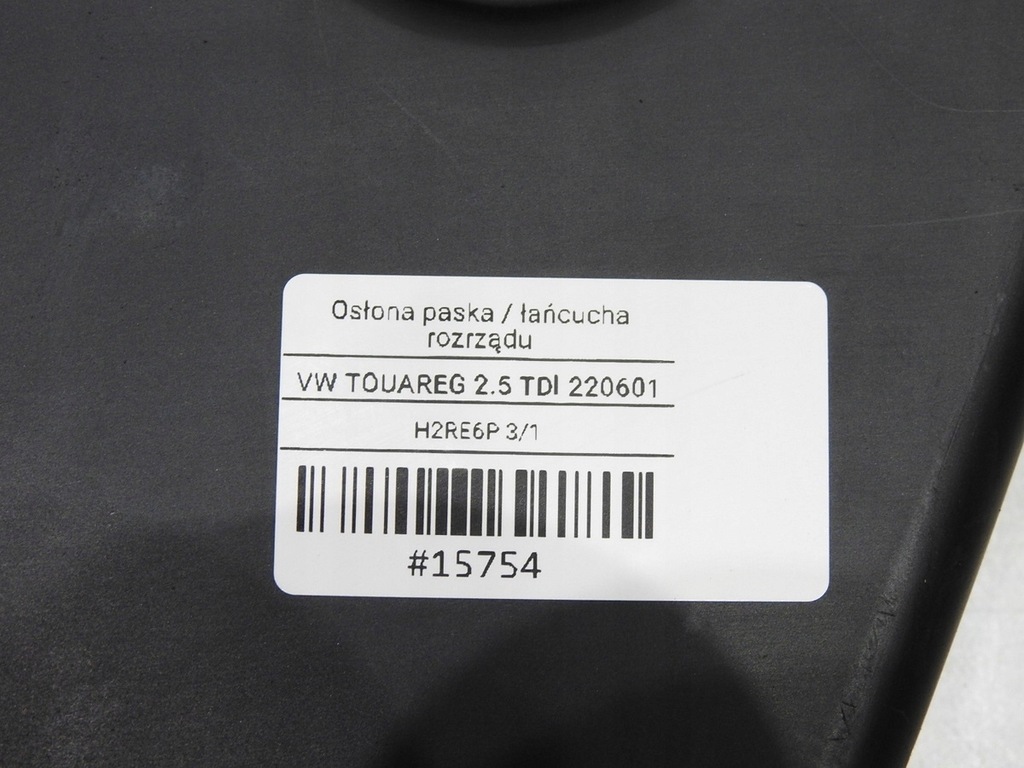 Osłona paska / łańcucha
rozrządu
VW TOUAREG 2.5 TDI 220601
H2RE6P 3/1
#15754